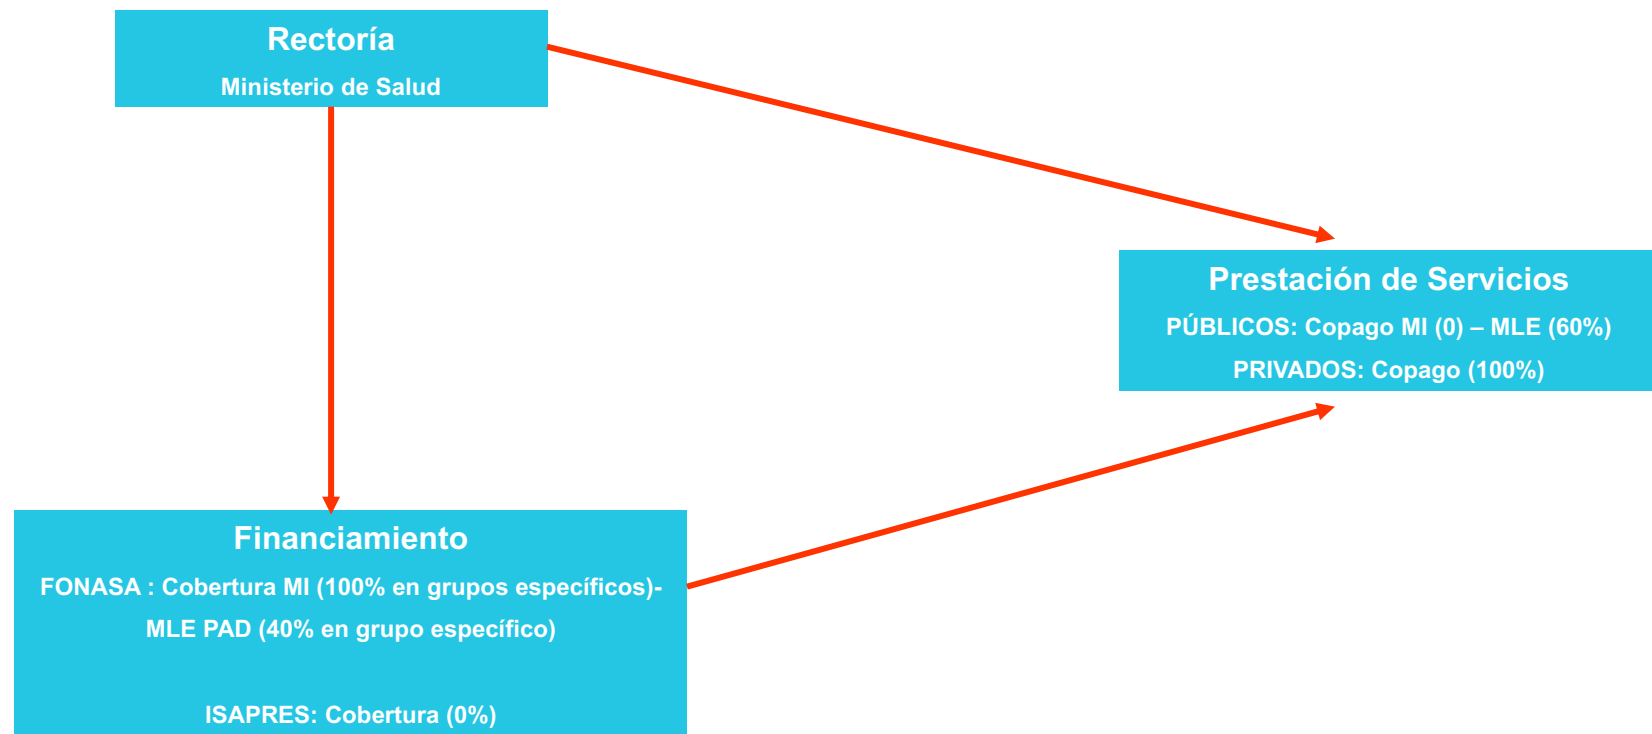 Rectoría
Ministerio de Salud
Prestación de Servicios
PÚBLICOS: Copago MI (0) – MLE (60%)
PRIVADOS: Copago (100%)
Financiamiento
FONASA : Cobertura MI (100% en grupos específicos)-
MLE PAD (40% en grupo específico)
ISAPRES: Cobertura (0%)